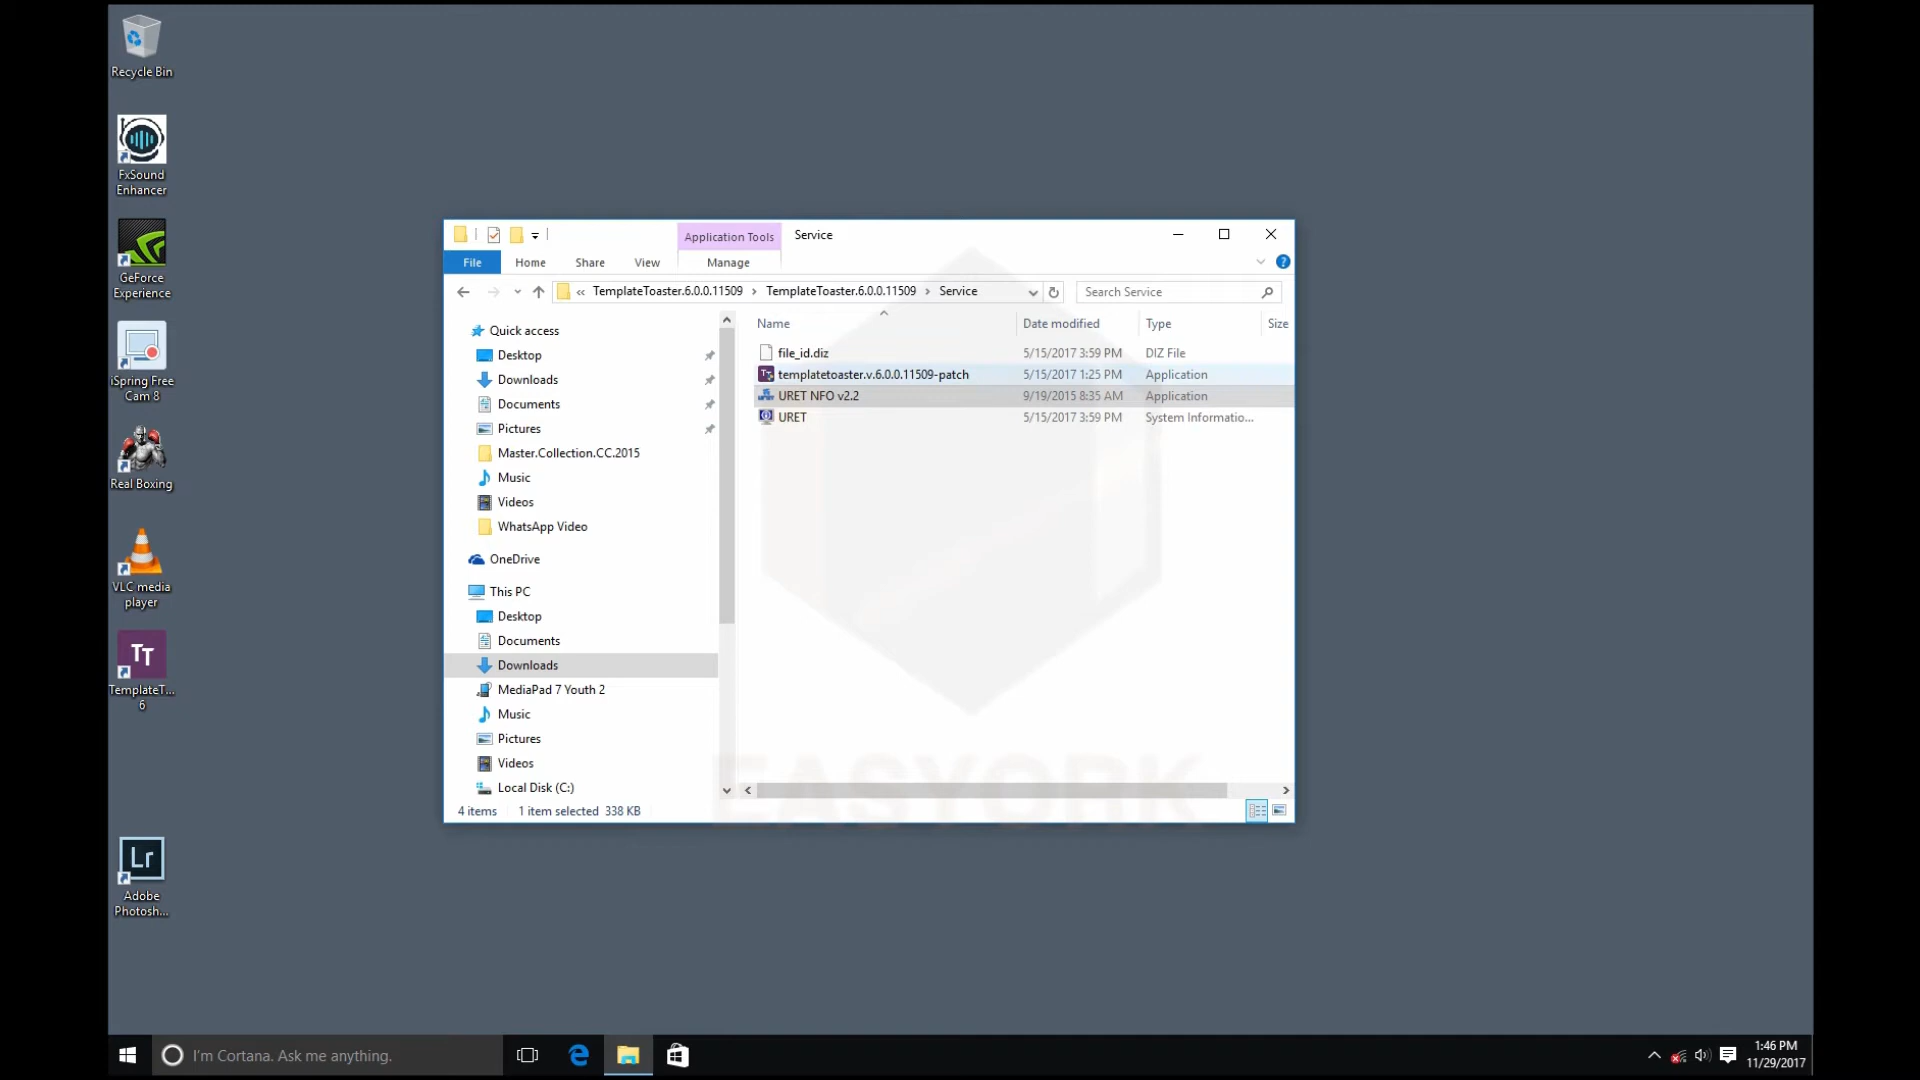 Recycle Bin
FxSound
Enhancer
GeForce
Experience
iSpring Free
Cam 8
Real Boxing
VLC media
player
TT
TemplateT...
6
Lr
Adobe
Photosh...
Application Tools
Service
File
Home
Share
View
Manage
?
« TemplateToaster.6.0.0.11509 > TemplateToaster.6.0.0.11509 > Service
Search Service
Quick access
Desktop
Downloads
Documents
Pictures
Master.Collection.CC.2015
Music
Videos
WhatsApp Video
OneDrive
This PC
Desktop
Documents
Downloads
MediaPad 7 Youth 2
Music
Pictures
Videos
Local Disk (C:)
Name Date modified Type Size
file_id.diz 5/15/2017 3:59 PM DIZ File
templatetoaster.v.6.0.0.11509-patch 5/15/2017 1:25 PM Application
URET NFO v2.2 9/19/2015 8:35 AM Application
URET 5/15/2017 3:59 PM System Informatio...
EASYORK
4 items 1 item selected 338 KB
I'm Cortana. Ask me anything.
1:46 PM
11/29/2017